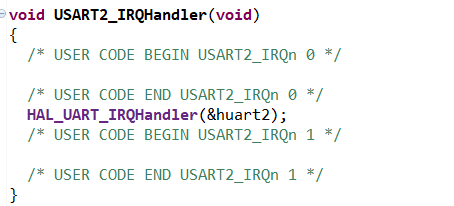 void USART2_IRQHandler(void)
{
/* USER CODE BEGIN USART2_IRQn 0 */
/* USER CODE END USART2_IRQn 0 */
HAL_UART_IRQHandler(&huart2);
/* USER CODE BEGIN USART2_IRQn 1 */
/* USER CODE END USART2_IRQn 1 */
}